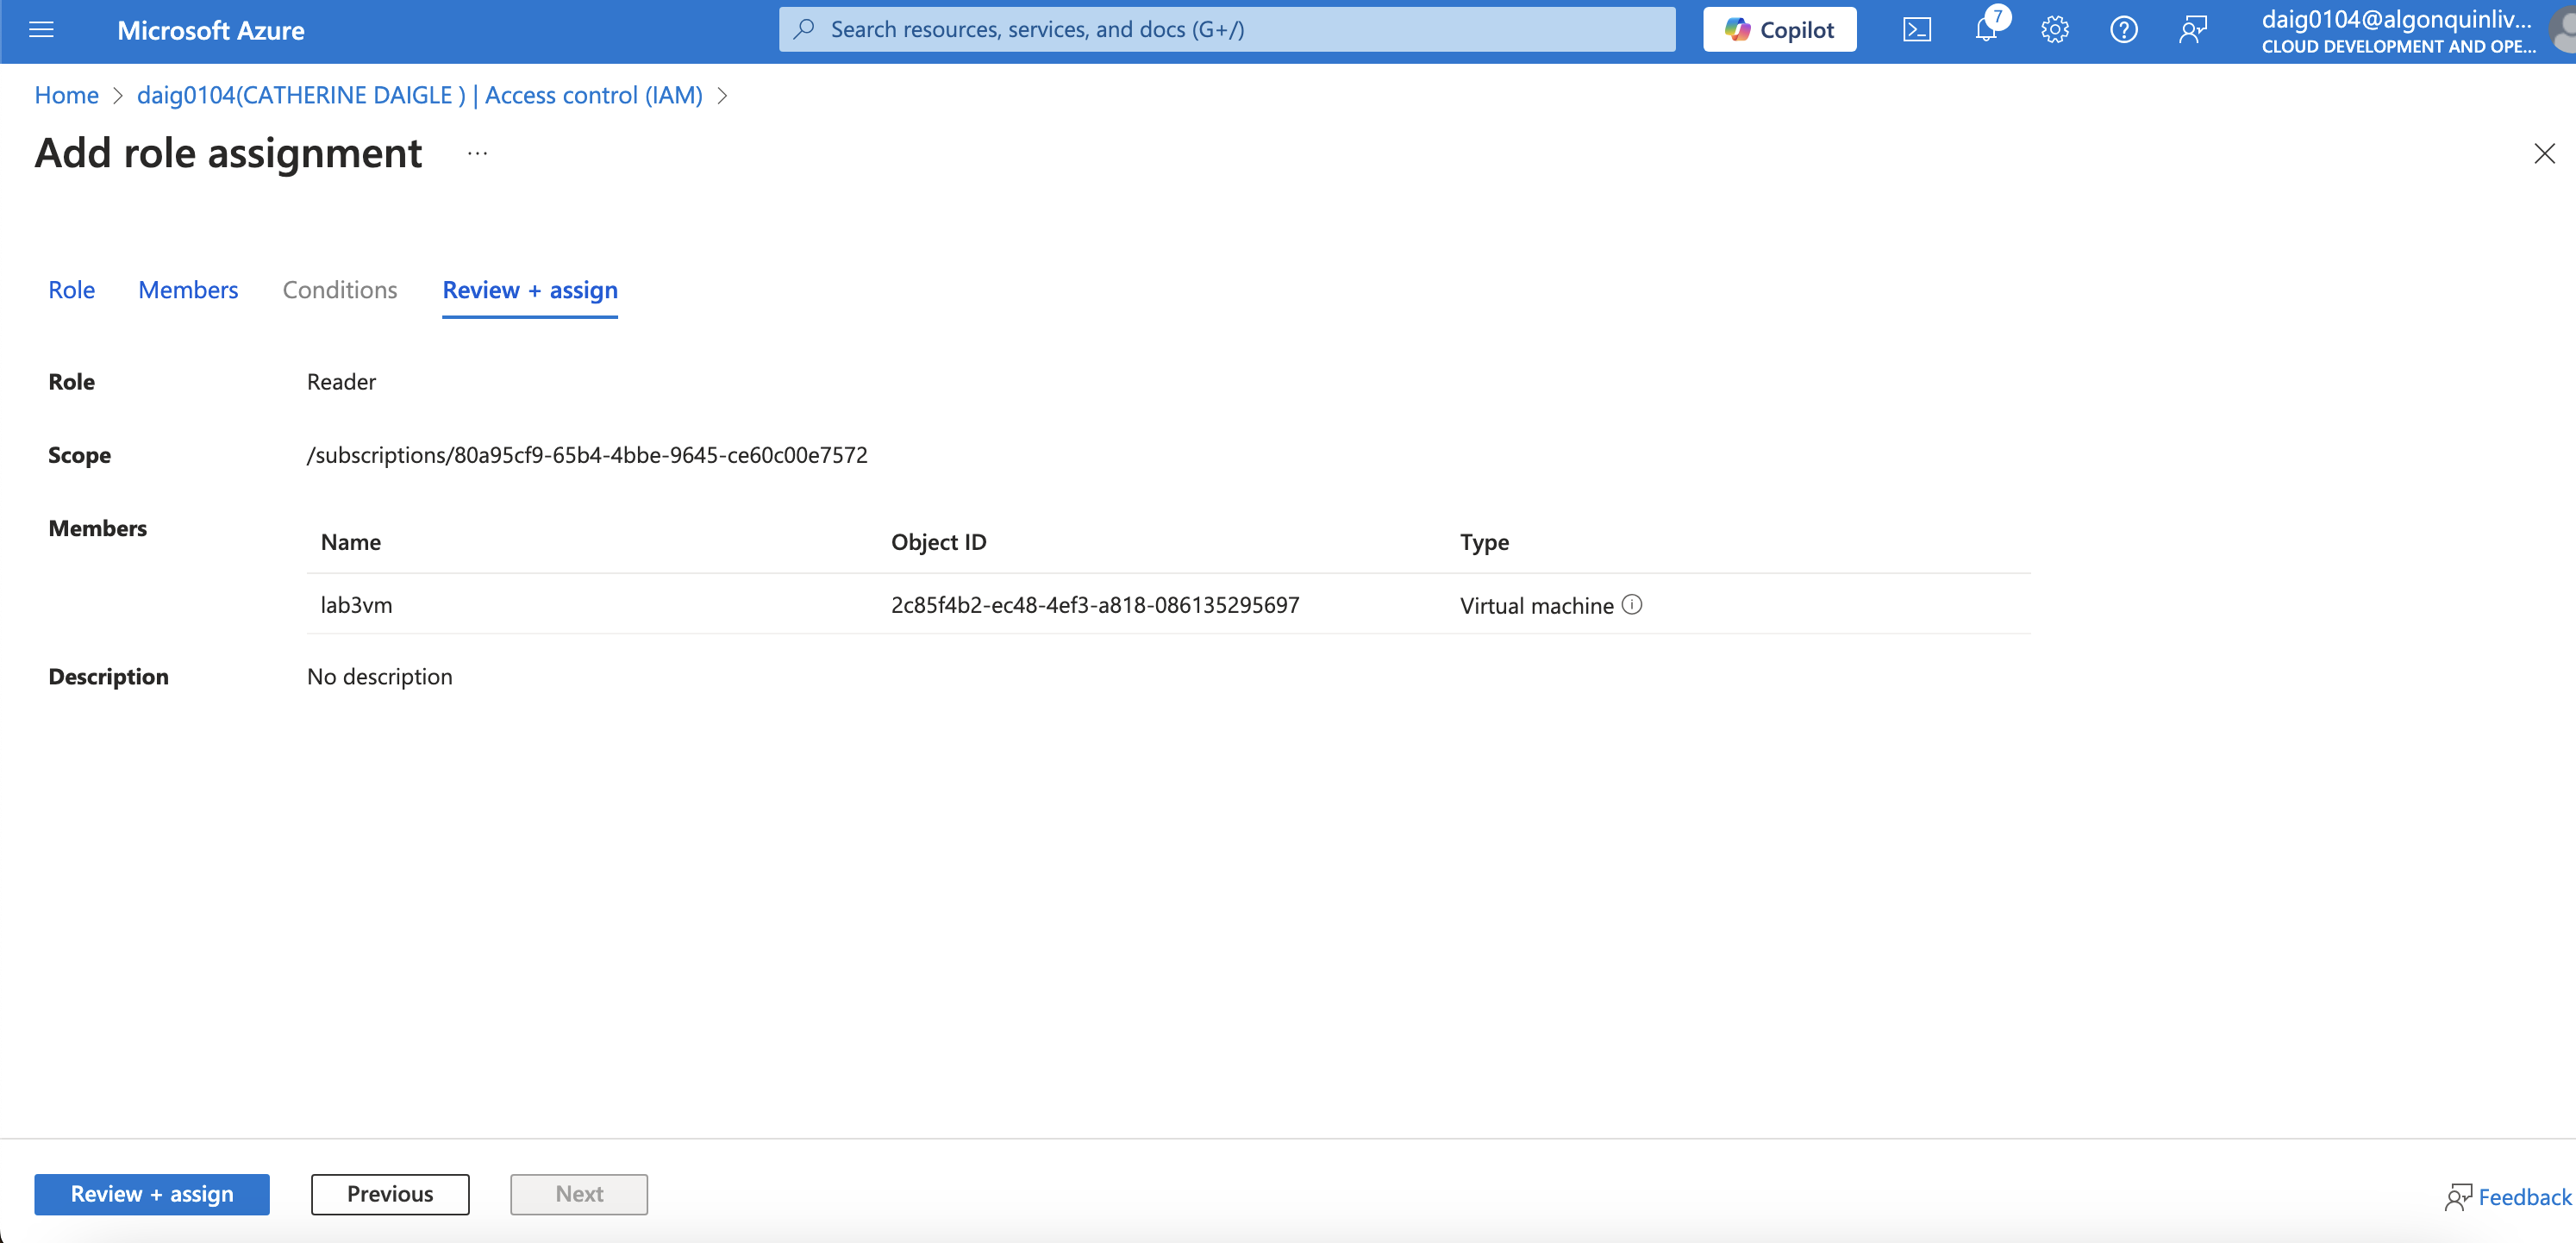 Microsoft Azure
Search resources, services, and docs (G+/)
Copilot
7
daig0104@algonquinliv...
CLOUD DEVELOPMENT AND OPE...
Home > daig0104(CATHERINE DAIGLE ) | Access control (IAM) >
Add role assignment ...
Role Members Conditions Review + assign
Role Reader
Scope /subscriptions/80a95cf9-65b4-4bbe-9645-ce60c00e7572
Members
Name Object ID Type
lab3vm 2c85f4b2-ec48-4ef3-a818-086135295697 Virtual machine
Description No description
Review + assign Previous Next
Feedback